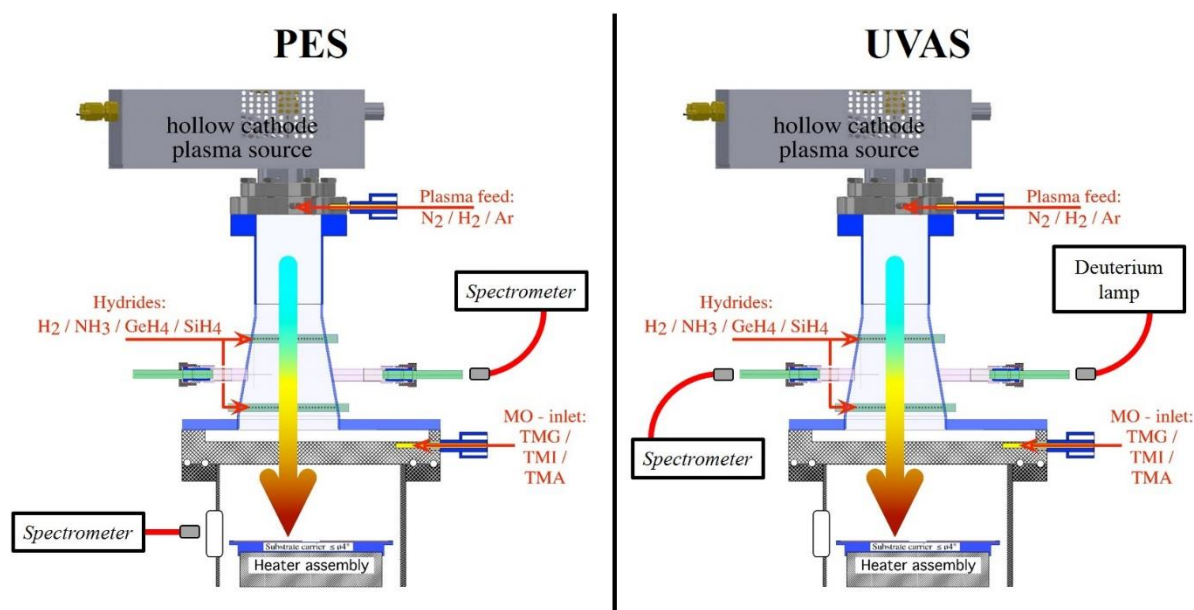 PES
hollow cathode
plasma source
Plasma feed:
N2 / H2 / Ar
Spectrometer
Hydrides:
H2 / NH3 / GeH4 / SiH4
MO - inlet:
TMG /
TMI /
TMA
Spectrometer
Substrate carrier ≤ ø4"
Heater assembly
UVAS
hollow cathode
plasma source
Plasma feed:
N2 / H2 / Ar
Deuterium
lamp
Hydrides:
H2 / NH3 / GeH4 / SiH4
Spectrometer
MO - inlet:
TMG /
TMI /
TMA
Substrate carrier ≤ ø4"
Heater assembly